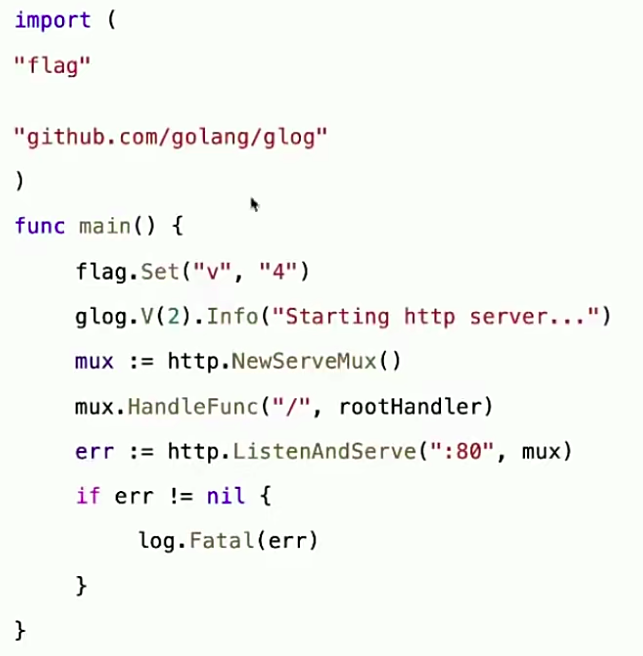 import (
"flag"
"github.com/golang/glog"
)
func main() {
flag.Set("v", "4")
glog.V(2).Info("Starting http server...")
mux := http.NewServeMux()
mux.HandleFunc("/", rootHandler)
err := http.ListenAndServe(":80", mux)
if err != nil {
log.Fatal(err)
}
}